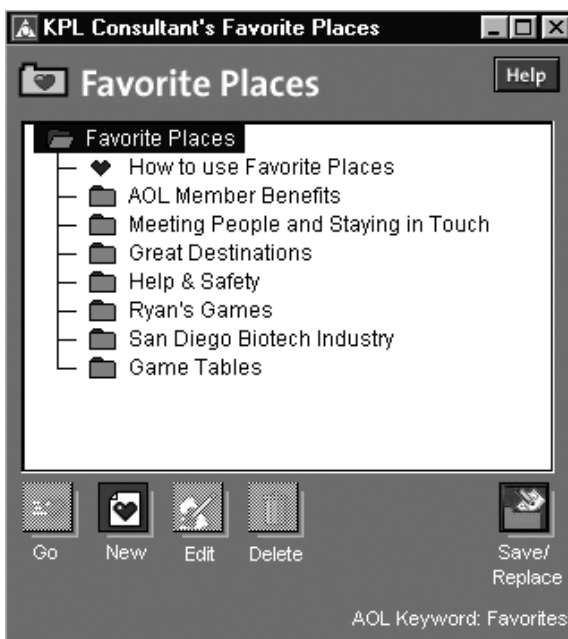 KPL Consultant's Favorite Places
Favorite Places
Help
Favorite Places
How to use Favorite Places
AOL Member Benefits
Meeting People and Staying in Touch
Great Destinations
Help & Safety
Ryan's Games
San Diego Biotech Industry
Game Tables
Go
New
Edit
Delete
Save/
Replace
AOL Keyword: Favorites